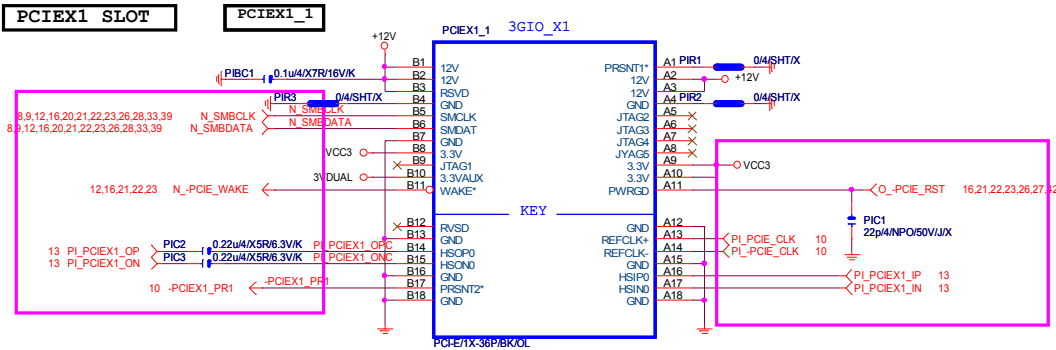 PCIEX1 SLOT
PCIEX1_1
PCIEX1_1 3GIO_X1
+12V
PIBC1 0.1u/4/X7R/16V/K
PIR3 0/4/SHT/X
8,9,12,16,20,21,22,23,26,28,33,39 N_SMBCLK N_SMBCLK
8,9,12,16,20,21,22,23,26,28,33,39 N_SMBDATA N_SMBDATA
VCC3
3VDUAL
12,16,21,22,23 N_-PCIE_WAKE
13 PI_PCIEX1_OP PIC2 0.22u/4/X5R/6.3V/K PI_PCIEX1_OPC
13 PI_PCIEX1_ON PIC3 0.22u/4/X5R/6.3V/K PI_PCIEX1_ONC
10 -PCIEX1_PR1 -PCIEX1_PR1
B1 12V PRSNT1* A1 PIR1 0/4/SHT/X
B2 12V 12V A2 +12V
B3 RSVD 12V A3
B4 GND GND A4 PIR2 0/4/SHT/X
B5 SMCLK JTAG2 A5
B6 SMDAT JTAG3 A6
B7 GND JTAG4 A7
B8 3.3V JYAG5 A8
B9 JTAG1 3.3V A9 VCC3
B10 3.3VAUX 3.3V A10
B11 WAKE* PWRGD A11 O_-PCIE_RST 16,21,22,23,26,27,42
KEY
B12 RVSD GND A12
B13 GND REFCLK+ A13 PI_PCIE_CLK 10
B14 HSOP0 REFCLK- A14 PI_-PCIE_CLK 10
B15 HSON0 GND A15
B16 GND HSIP0 A16 PI_PCIEX1_IP 13
B17 PRSNT2* HSIN0 A17 PI_PCIEX1_IN 13
B18 GND GND A18
PIC1
22p/4/NPO/50V/J/X
PCI-E/1X-36P/BK/OL